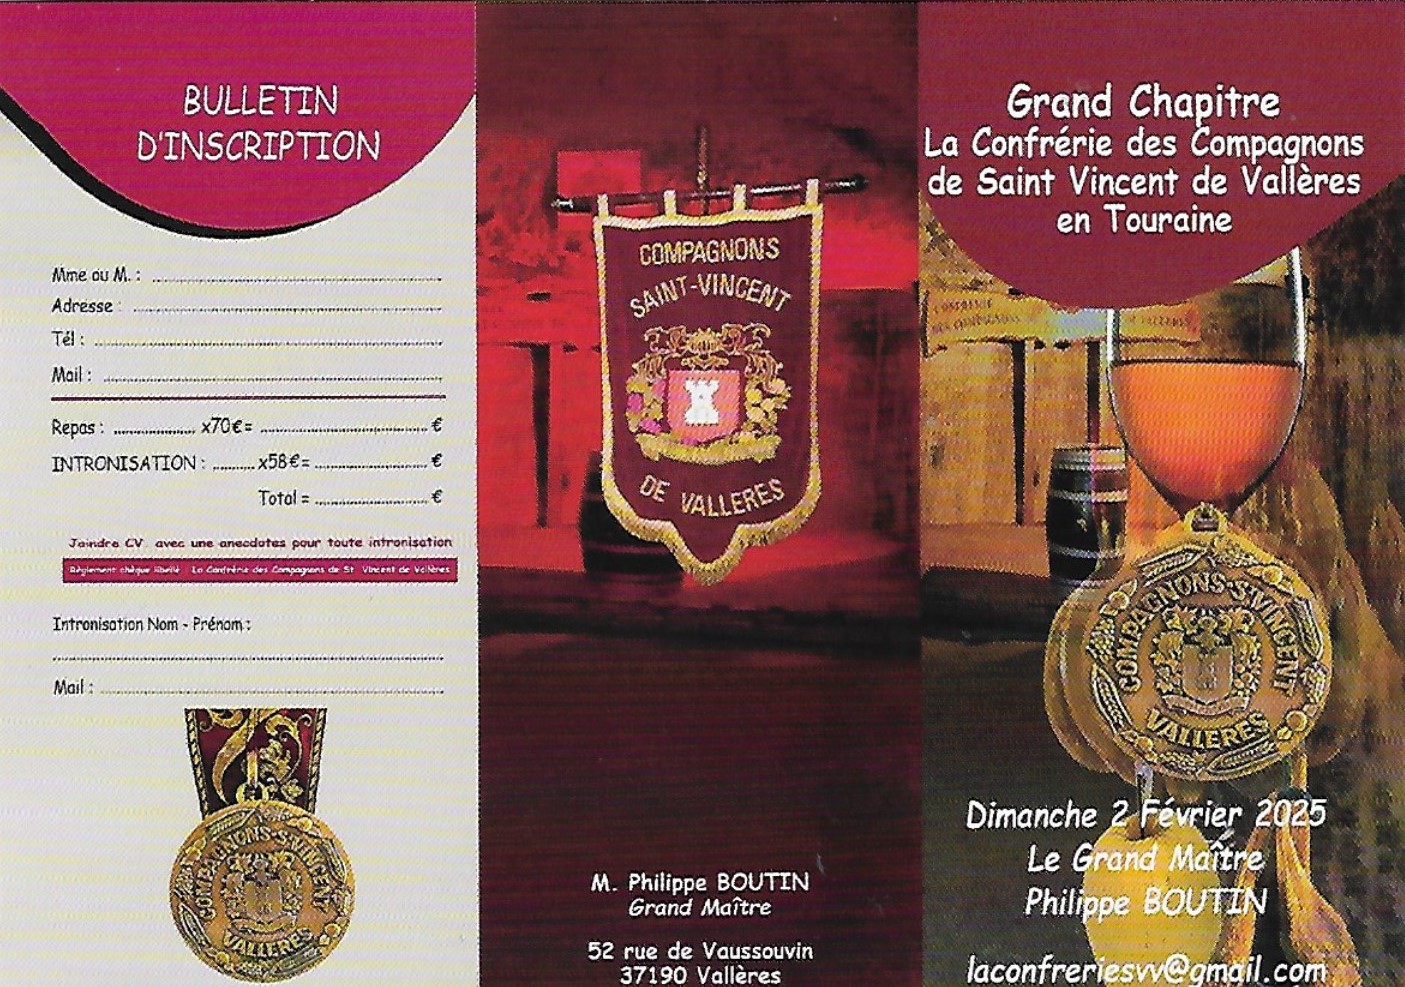 BULLETIN
D'INSCRIPTION
Mme ou M. :
Adresse :
Tél :
Mail :
Repas : x70€= €
INTRONISATION : x58€= €
Total = €
Joindre CV avec une anecdotes pour toute intronisation
Règlement chèque libellé La Confrérie des Compagnons de St Vincent de Vallères
Intronisation Nom - Prénom :
Mail :
COMPAGNONS-S-VINCENT
VALLERES
COMPAGNONS
SAINT-VINCENT
DE VALLERES
M. Philippe BOUTIN
Grand Maître
52 rue de Vaussouvin
37190 Vallères
Grand Chapitre
La Confrérie des Compagnons
de Saint Vincent de Vallères
en Touraine
COMPAGNONS-S-VINCENT
VALLERES
Dimanche 2 Février 2025
Le Grand Maître
Philippe BOUTIN
laconfreriesvv@gmail.com